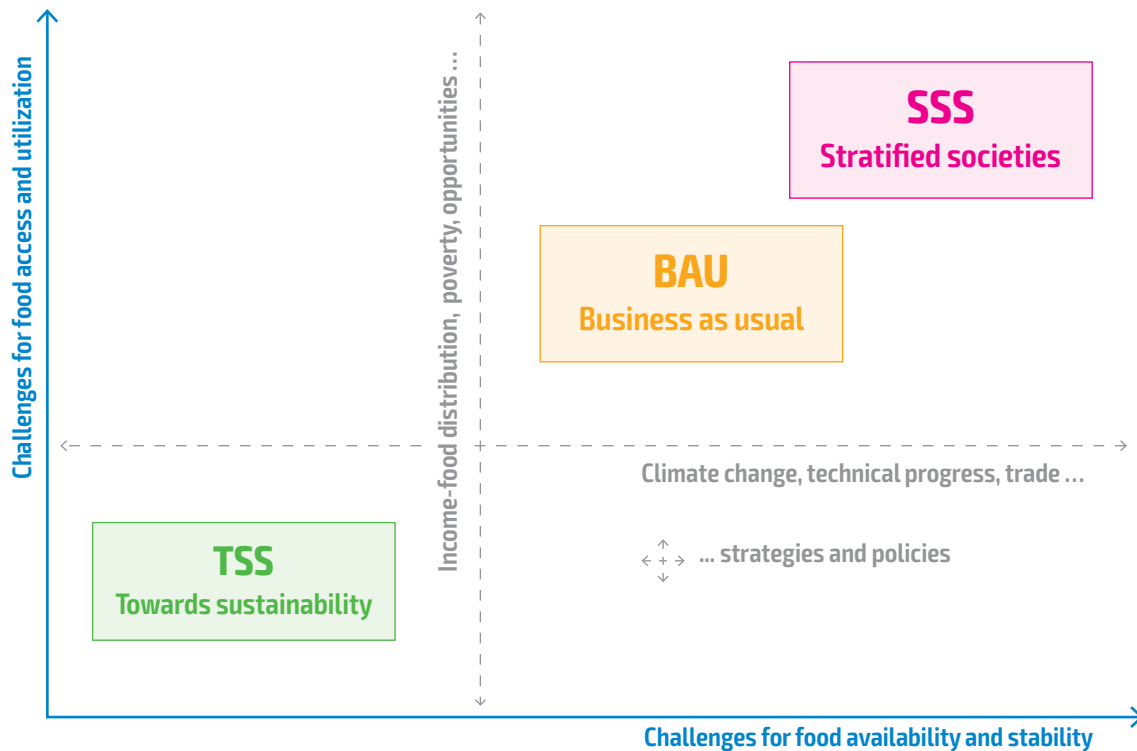 Challenges for food access and utilization
Income-food distribution, poverty, opportunities ...
SSS
Stratified societies
BAU
Business as usual
Climate change, technical progress, trade ...
TSS
Towards sustainability
... strategies and policies
Challenges for food availability and stability